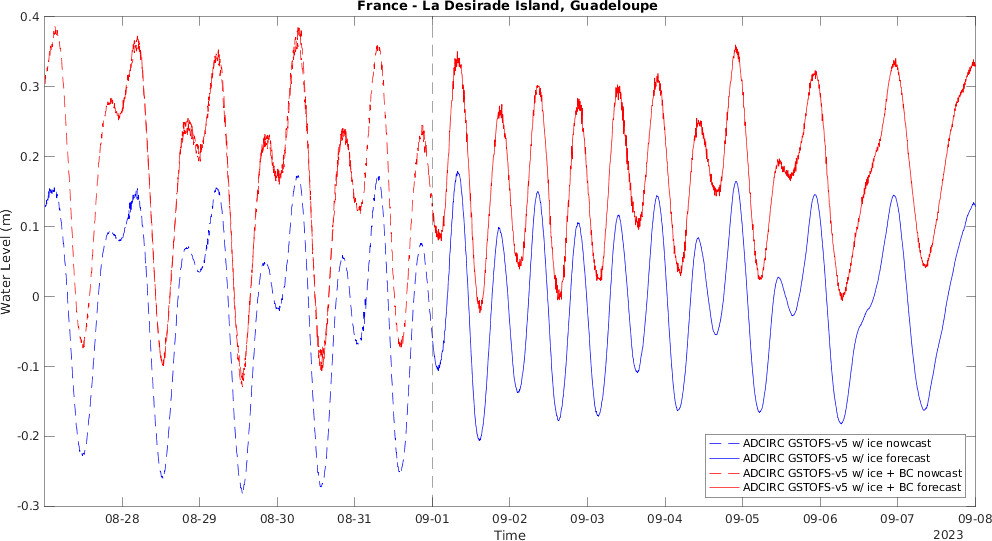 France - La Desirade Island, Guadeloupe
0.4
0.3
0.2
0.1
0
-0.1
-0.2
-0.3
Water Level (m)
08-28 08-29 08-30 08-31 09-01 09-02 09-03 09-04 09-05 09-06 09-07 09-08
Time
2023
ADCIRC GSTOFS-v5 w/ ice nowcast
ADCIRC GSTOFS-v5 w/ ice forecast
ADCIRC GSTOFS-v5 w/ ice + BC nowcast
ADCIRC GSTOFS-v5 w/ ice + BC forecast